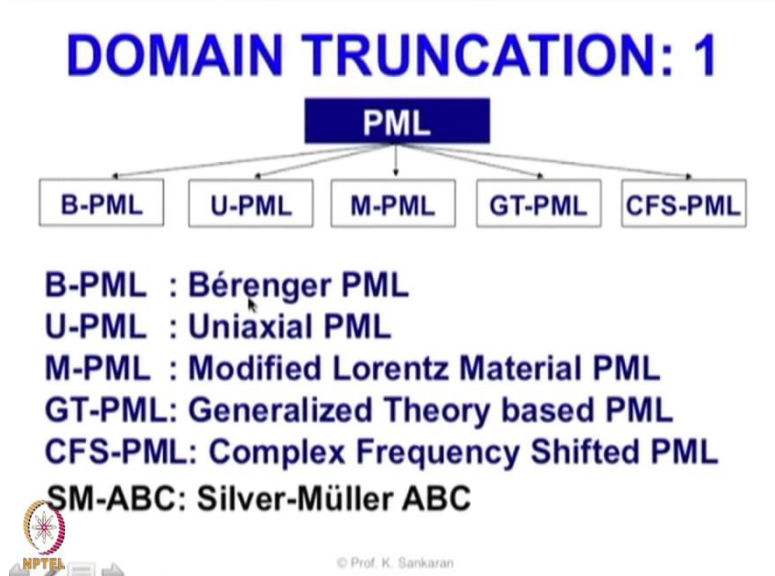 DOMAIN TRUNCATION: 1
PML
B-PML U-PML M-PML GT-PML CFS-PML
B-PML : Bérenger PML
U-PML : Uniaxial PML
M-PML : Modified Lorentz Material PML
GT-PML: Generalized Theory based PML
CFS-PML: Complex Frequency Shifted PML
SM-ABC: Silver-Müller ABC
NPTEL
© Prof. K. Sankaran